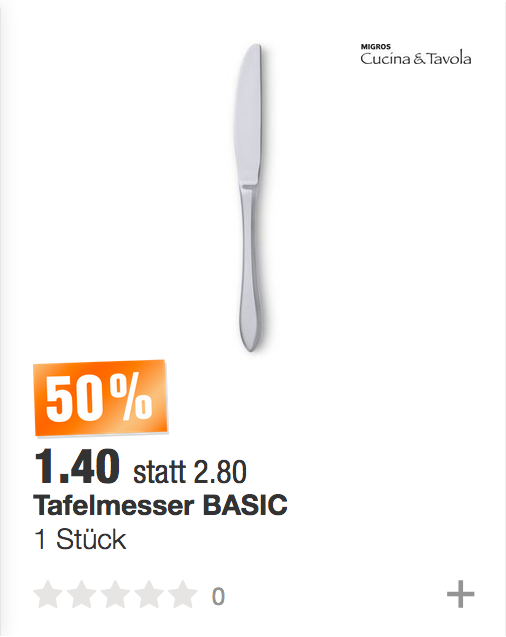 MIGROS
Cucina & Tavola
50%
1.40 statt 2.80
Tafelmesser BASIC
1 Stück
0